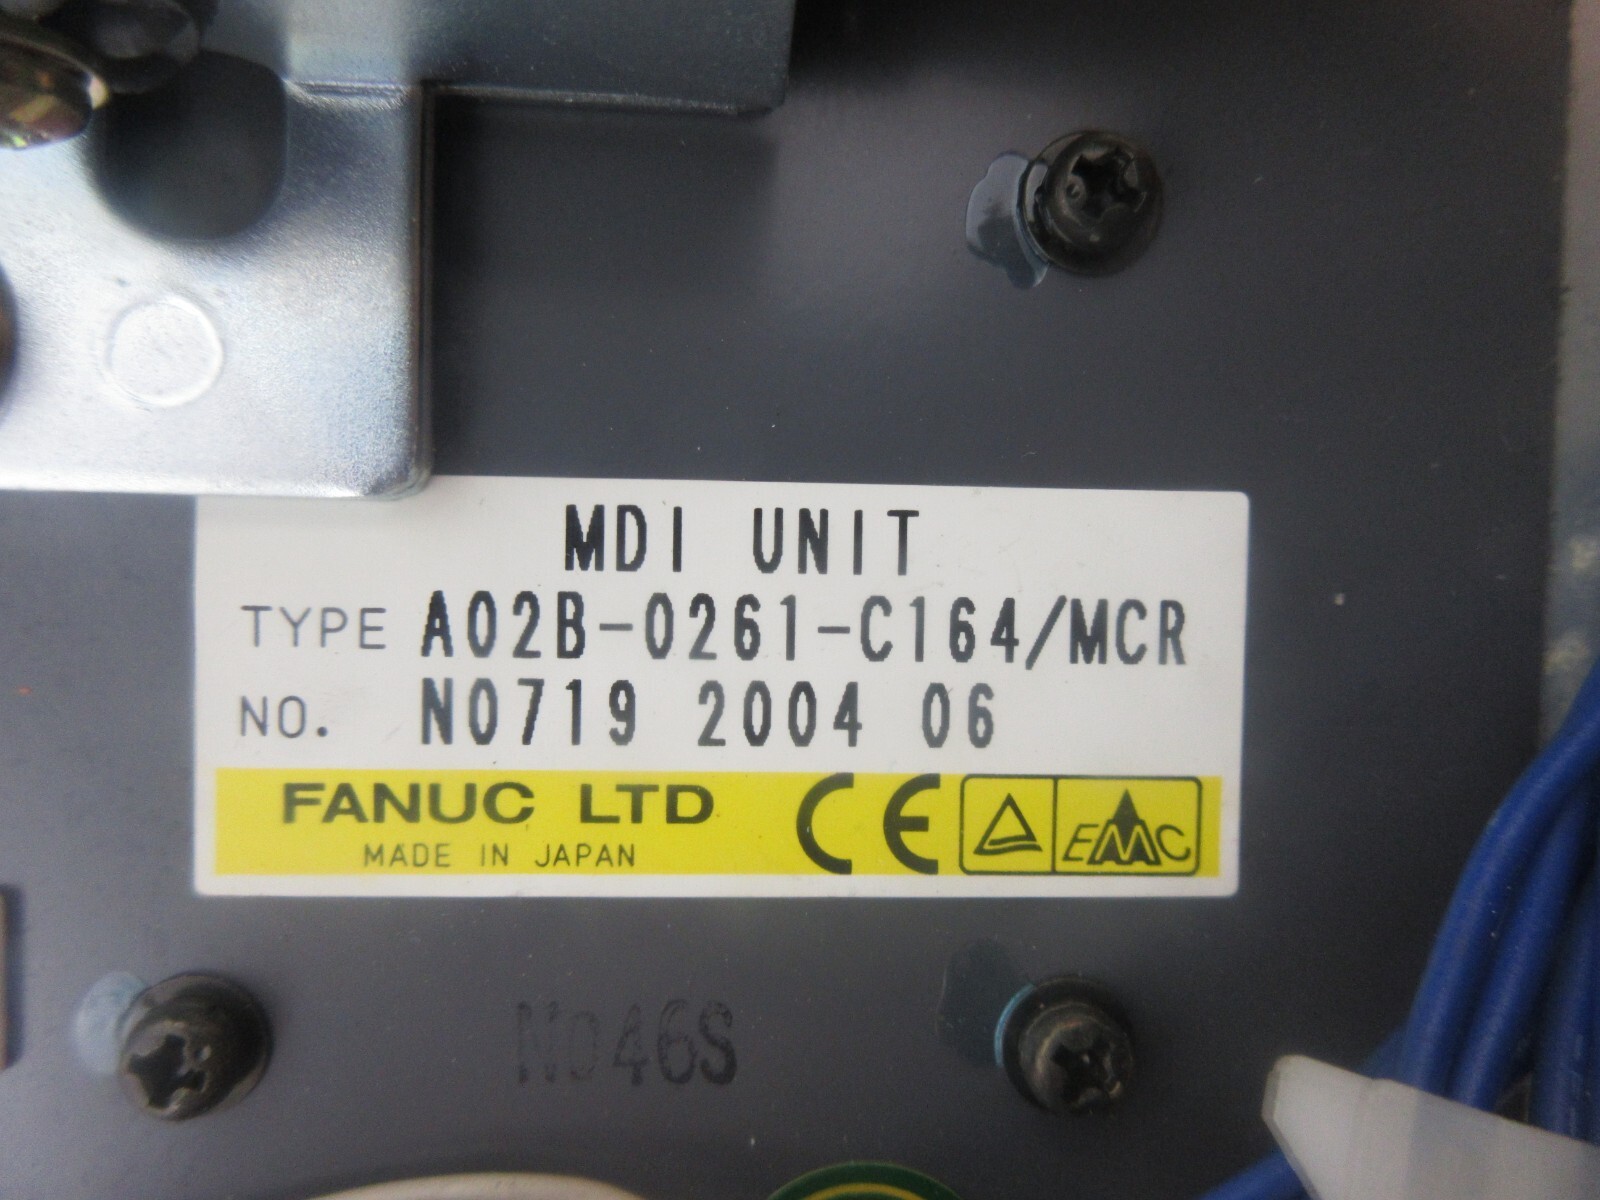 MDI UNIT
TYPE A02B-0261-C164/MCR
NO. N0719 2004 06
FANUC LTD CE EMC
MADE IN JAPAN
N046S